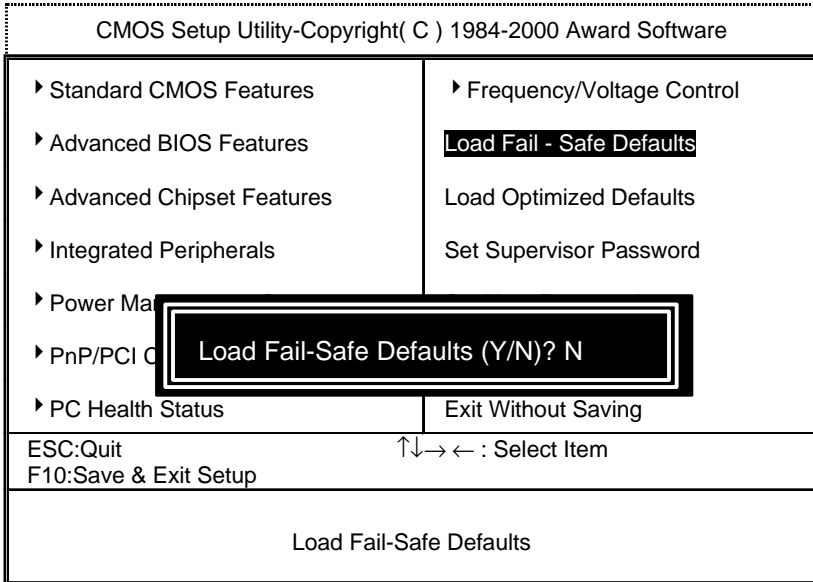 CMOS Setup Utility-Copyright( C ) 1984-2000 Award Software
‣Standard CMOS Features
‣Advanced BIOS Features
‣Advanced Chipset Features
‣Integrated Peripherals
‣Power
‣PnP/PCI
‣PC Health Status
‣Frequency/Voltage Control
Load Fail - Safe Defaults
Load Optimized Defaults
Set Supervisor Password
Exit Without Saving
Load Fail-Safe Defaults (Y/N)? N
ESC:Quit ↑↓→ ← : Select Item
F10:Save & Exit Setup
Load Fail-Safe Defaults